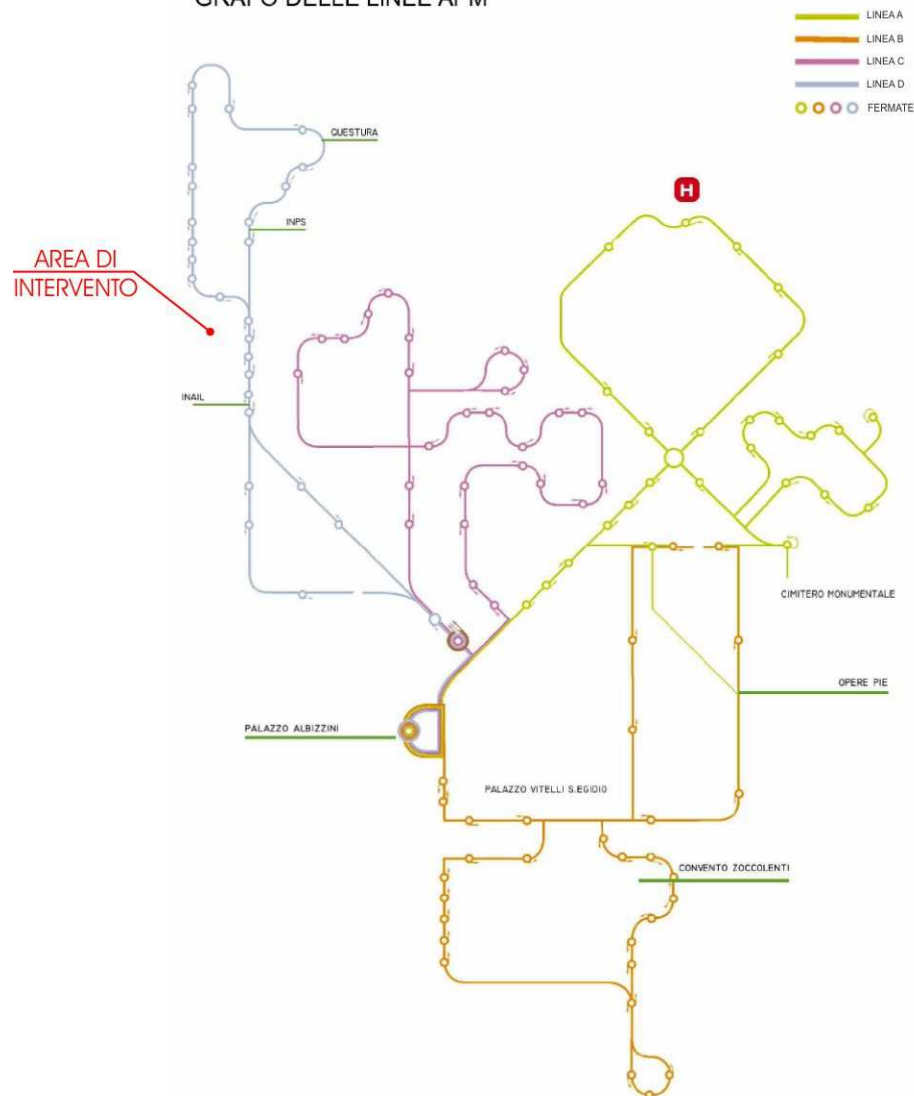 GRAFO DELLE LINEE APM
LINEA A
LINEA B
LINEA C
LINEA D
FERMATE
QUESTURA
H
INPS
AREA DI
INTERVENTO
INAIL
CIMITERO MONUMENTALE
OPERE PIE
PALAZZO ALBIZZINI
PALAZZO VITELLI S.EGIDIO
CONVENTO ZOCCOLENTI